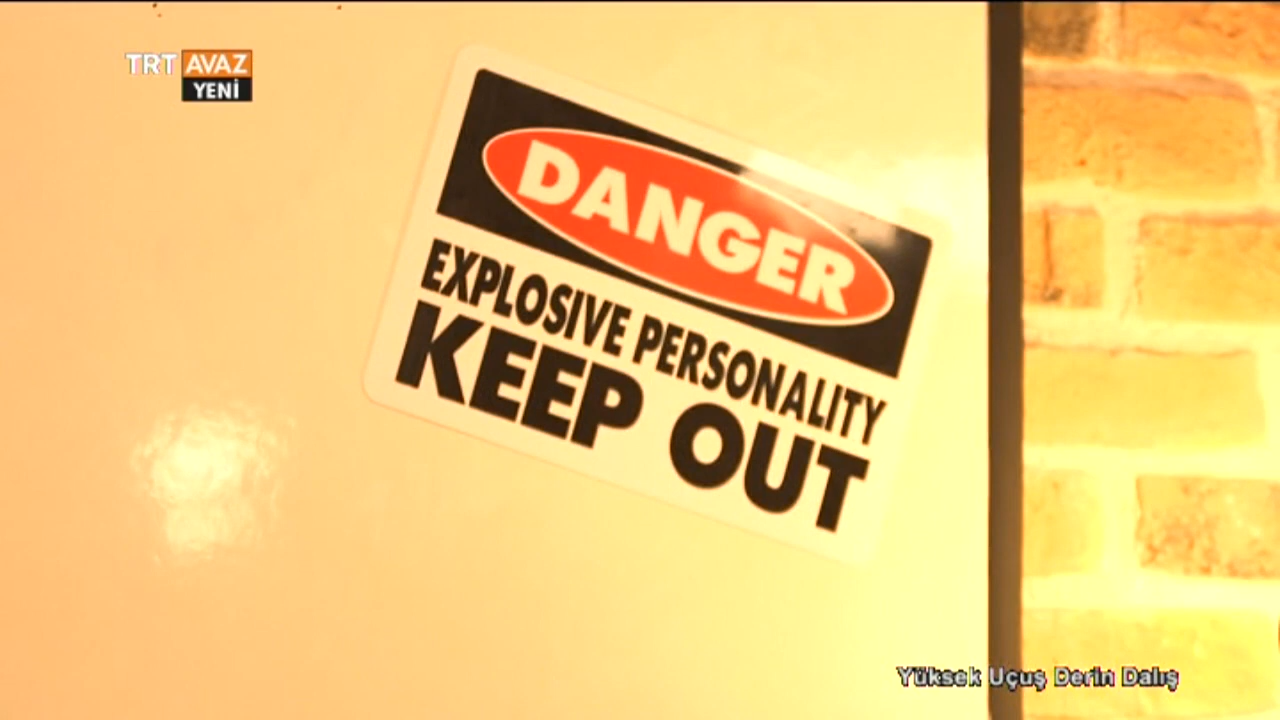 TRT AVAZ
YENİ
DANGER
EXPLOSIVE PERSONALITY
KEEP OUT
Yüksek Uçuş Derin Dalış